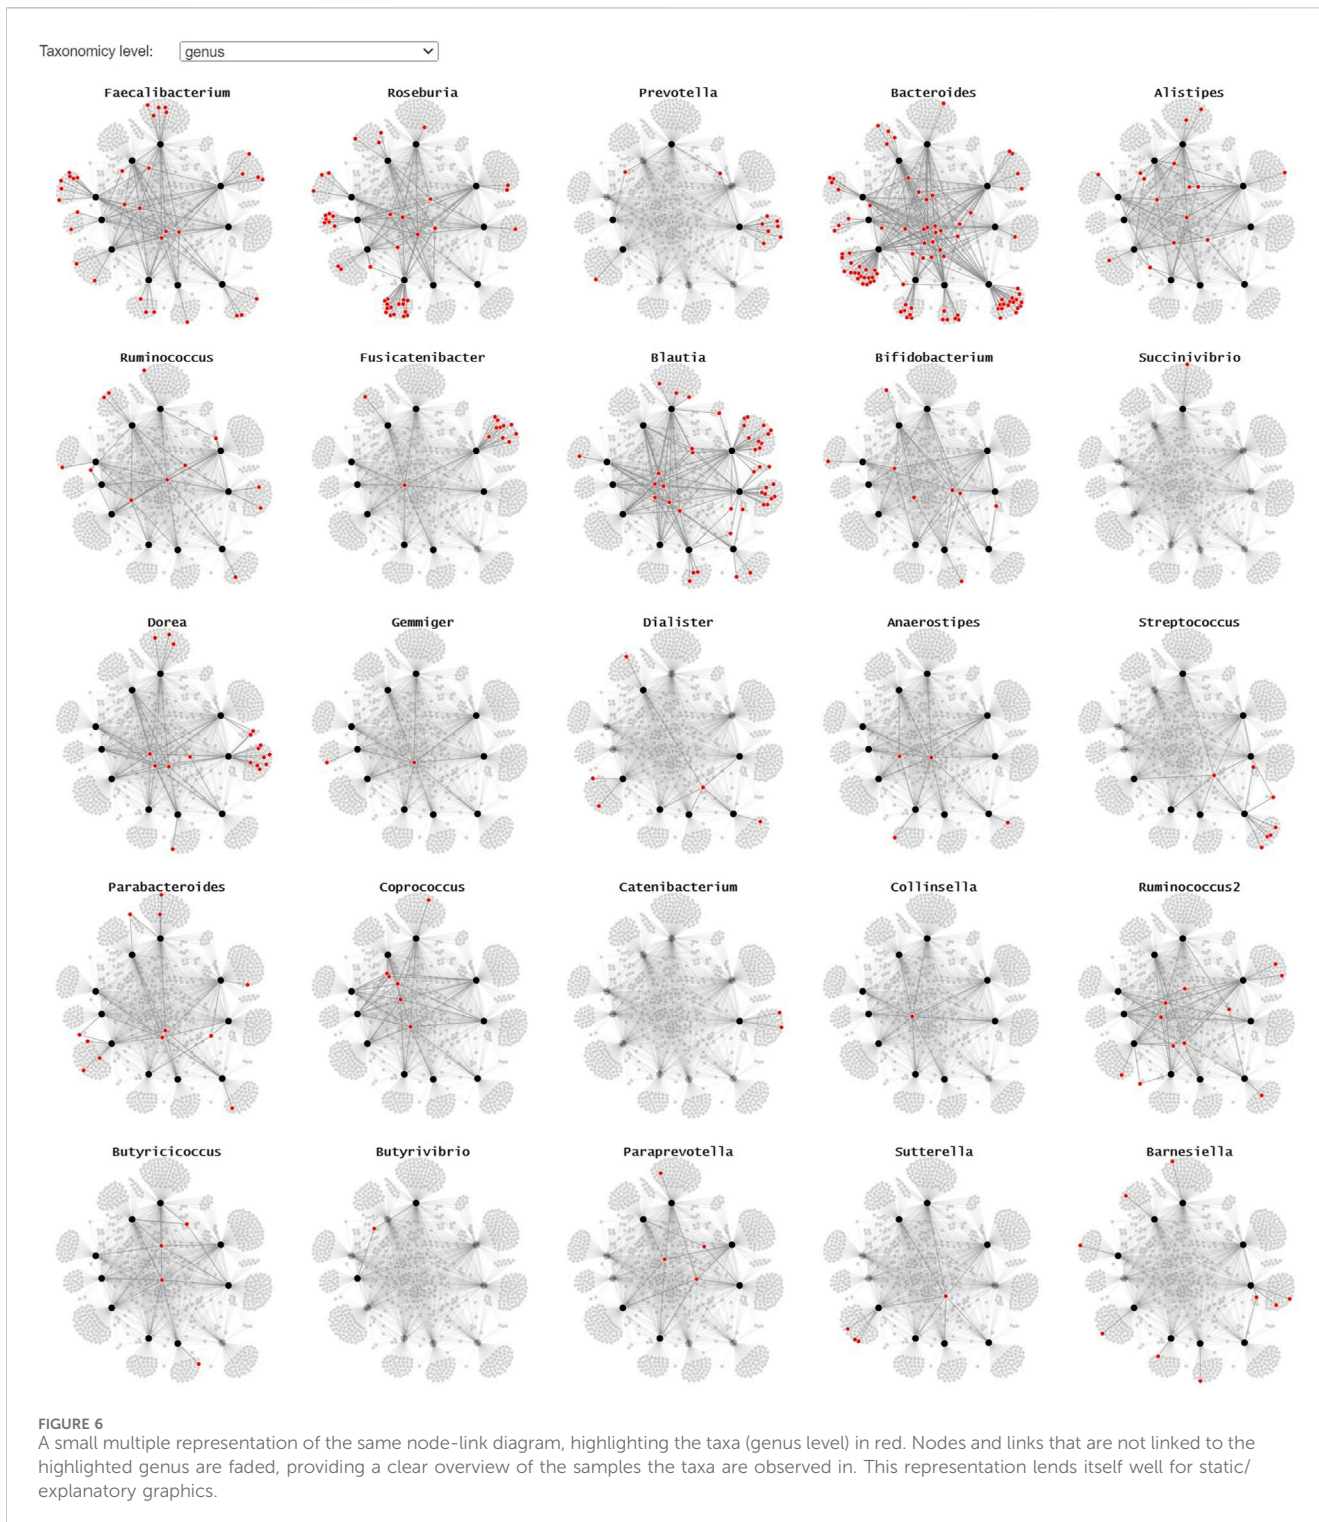 Taxonomicy level: genus
Faecalibacterium Roseburia Prevotella Bacteroides Alistipes
Ruminococcus Fusicatenibacter Blautia Bifidobacterium Succinivibrio
Dorea Gemmiger Dialister Anaerostipes Streptococcus
Parabacteroides Coprococcus Catenibacterium Collinsella Ruminococcus2
Butyricicoccus Butyrivibrio Paraprevotella Sutterella Barnesiella
FIGURE 6
A small multiple representation of the same node-link diagram, highlighting the taxa (genus level) in red. Nodes and links that are not linked to the
highlighted genus are faded, providing a clear overview of the samples the taxa are observed in. This representation lends itself well for static/
explanatory graphics.